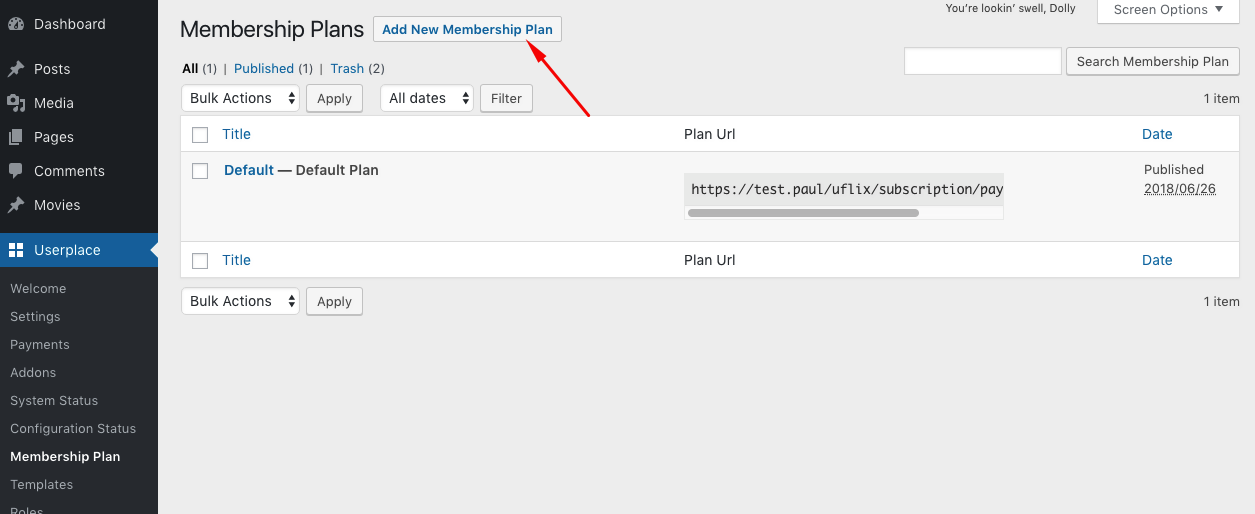 Dashboard
Posts
Media
Pages
Comments
Movies
Userplace
Welcome
Settings
Payments
Addons
System Status
Configuration Status
Membership Plan
Templates
Roles
You're lookin' swell, Dolly
Screen Options
Membership Plans Add New Membership Plan
Search Membership Plan
All (1) | Published (1) | Trash (2)
Bulk Actions Apply All dates Filter 1 item
Title Plan Url Date
Default — Default Plan Published
https://test.paul/uflix/subscription/pay 2018/06/26
Title Plan Url Date
Bulk Actions Apply 1 item